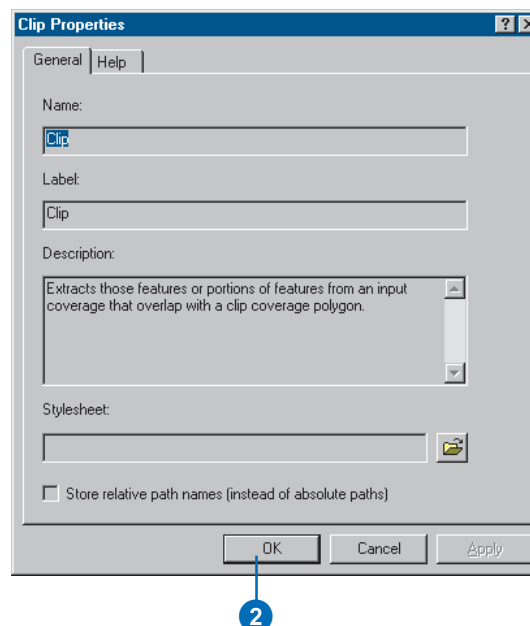 Clip Properties
General Help
Name:
Clip
Label:
Clip
Description:
Extracts those features or portions of features from an input
coverage that overlap with a clip coverage polygon.
Stylesheet:
Store relative path names (instead of absolute paths)
OK Cancel Apply
2